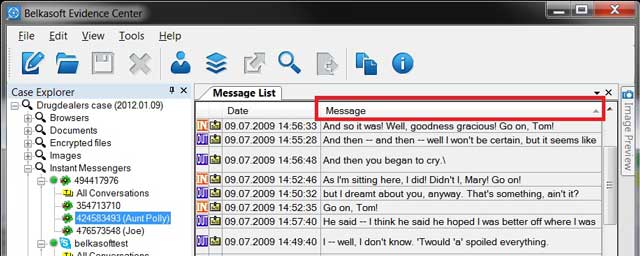 Belkasoft Evidence Center
File Edit View Tools Help
Case Explorer
Drugdealers case (2012.01.09)
Browsers
Documents
Encrypted files
Images
Instant Messengers
494417976
All Conversations
354713710
424583493 (Aunt Polly)
476573548 (Joe)
belkasofttest
All Conversations
Message List
Date Message
IN 09.07.2009 14:56:33 And so it was! Well, goodness gracious! Go on, Tom!
OUT 09.07.2009 14:55:28 And then -- and then -- well I won't be certain, but it seems like
OUT 09.07.2009 14:56:48 And then you began to cry.\
IN 09.07.2009 14:52:46 As I'm sitting here, I did! Didn't I, Mary! Go on!
OUT 09.07.2009 14:50:32 but I dreamt about you, anyway. That's something, ain't it?
IN 09.07.2009 14:52:35 Go on, Tom!
OUT 09.07.2009 14:57:40 He said -- I think he said he hoped I was better off where I was
OUT 09.07.2009 14:49:40 I -- well, I don't know. 'Twould 'a' spoiled everything.
Image Preview